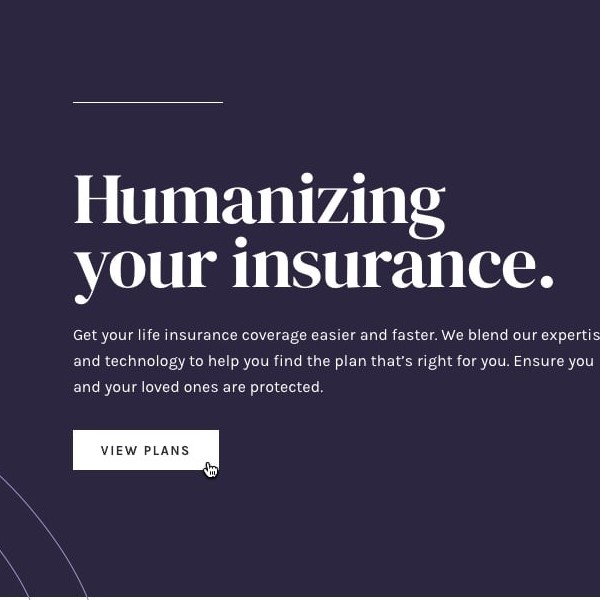 Humanizing
your insurance.
Get your life insurance coverage easier and faster. We blend our expertis
and technology to help you find the plan that's right for you. Ensure you
and your loved ones are protected.
VIEW PLANS